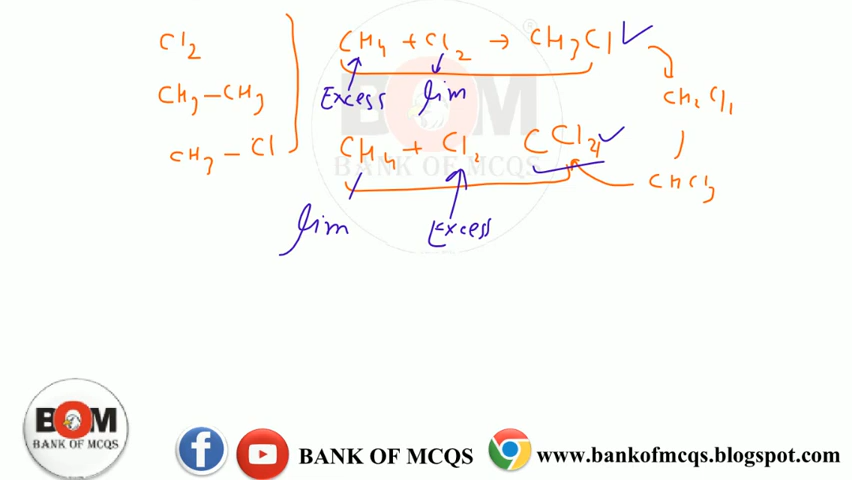 Cl2
CH3-CH3
CH3-Cl
CH4 + Cl2 → CH3Cl ✓
Excess lim
CH2Cl2
CHCl3
CH4 + Cl2 CCl4 ✓
lim Excess
BOM
BANK OF MCQS
BOM
BANK OF MCQS
BANK OF MCQS
www.bankofmcqs.blogspot.com